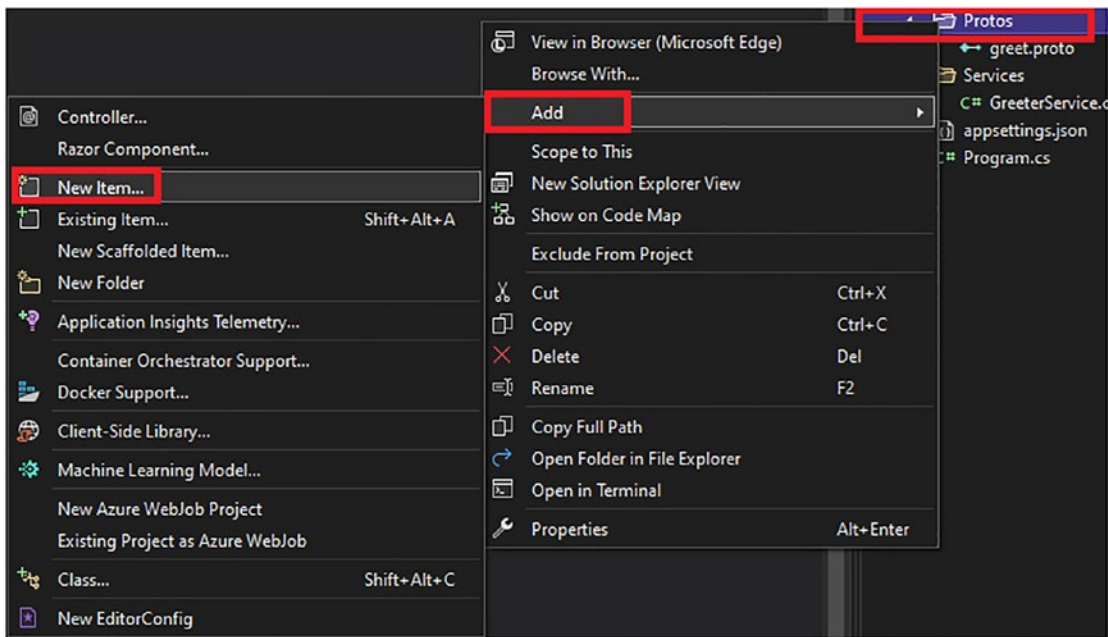 Protos
greet.proto
Services
C# GreeterService.c
appsettings.json
Program.cs
View in Browser (Microsoft Edge)
Browse With...
Add
Scope to This
New Solution Explorer View
Show on Code Map
Exclude From Project
Cut Ctrl+X
Copy Ctrl+C
Delete Del
Rename F2
Copy Full Path
Open Folder in File Explorer
Open in Terminal
Properties Alt+Enter
Controller...
Razor Component...
New Item...
Existing Item... Shift+Alt+A
New Scaffolded Item...
New Folder
Application Insights Telemetry...
Container Orchestrator Support...
Docker Support...
Client-Side Library...
Machine Learning Model...
New Azure WebJob Project
Existing Project as Azure WebJob
Class... Shift+Alt+C
New EditorConfig